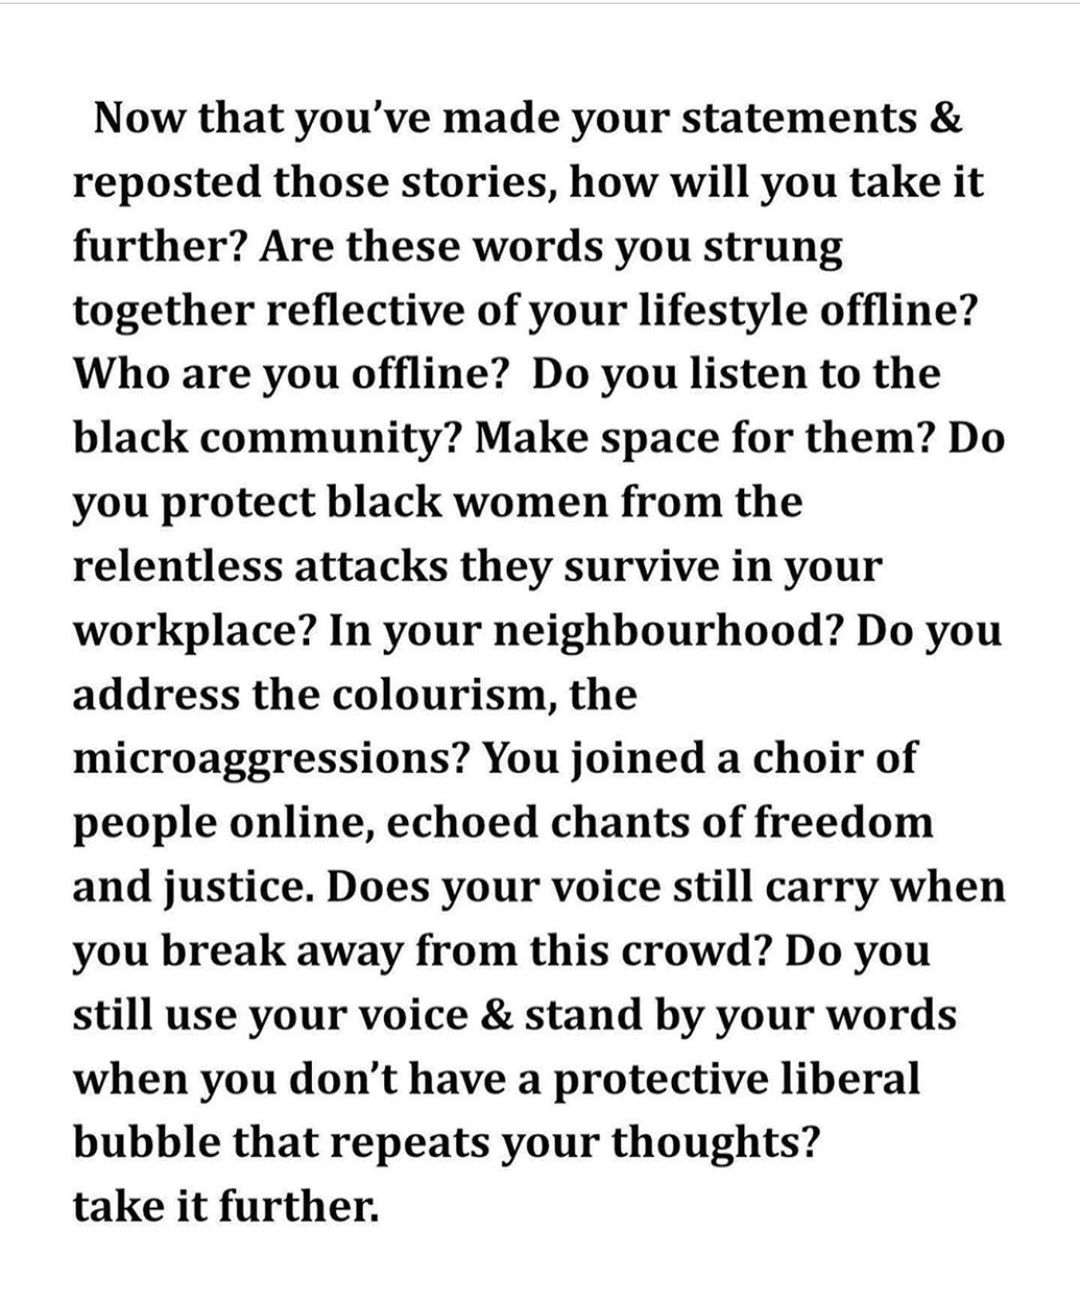 Now that you’ve made your statements &
reposted those stories, how will you take it
further? Are these words you strung
together reflective of your lifestyle offline?
Who are you offline?  Do you listen to the
black community? Make space for them? Do
you protect black women from the
relentless attacks they survive in your
workplace? In your neighbourhood? Do you
address the colourism, the
microaggressions? You joined a choir of
people online, echoed chants of freedom
and justice. Does your voice still carry when
you break away from this crowd? Do you
still use your voice & stand by your words
when you don’t have a protective liberal
bubble that repeats your thoughts?
take it further.